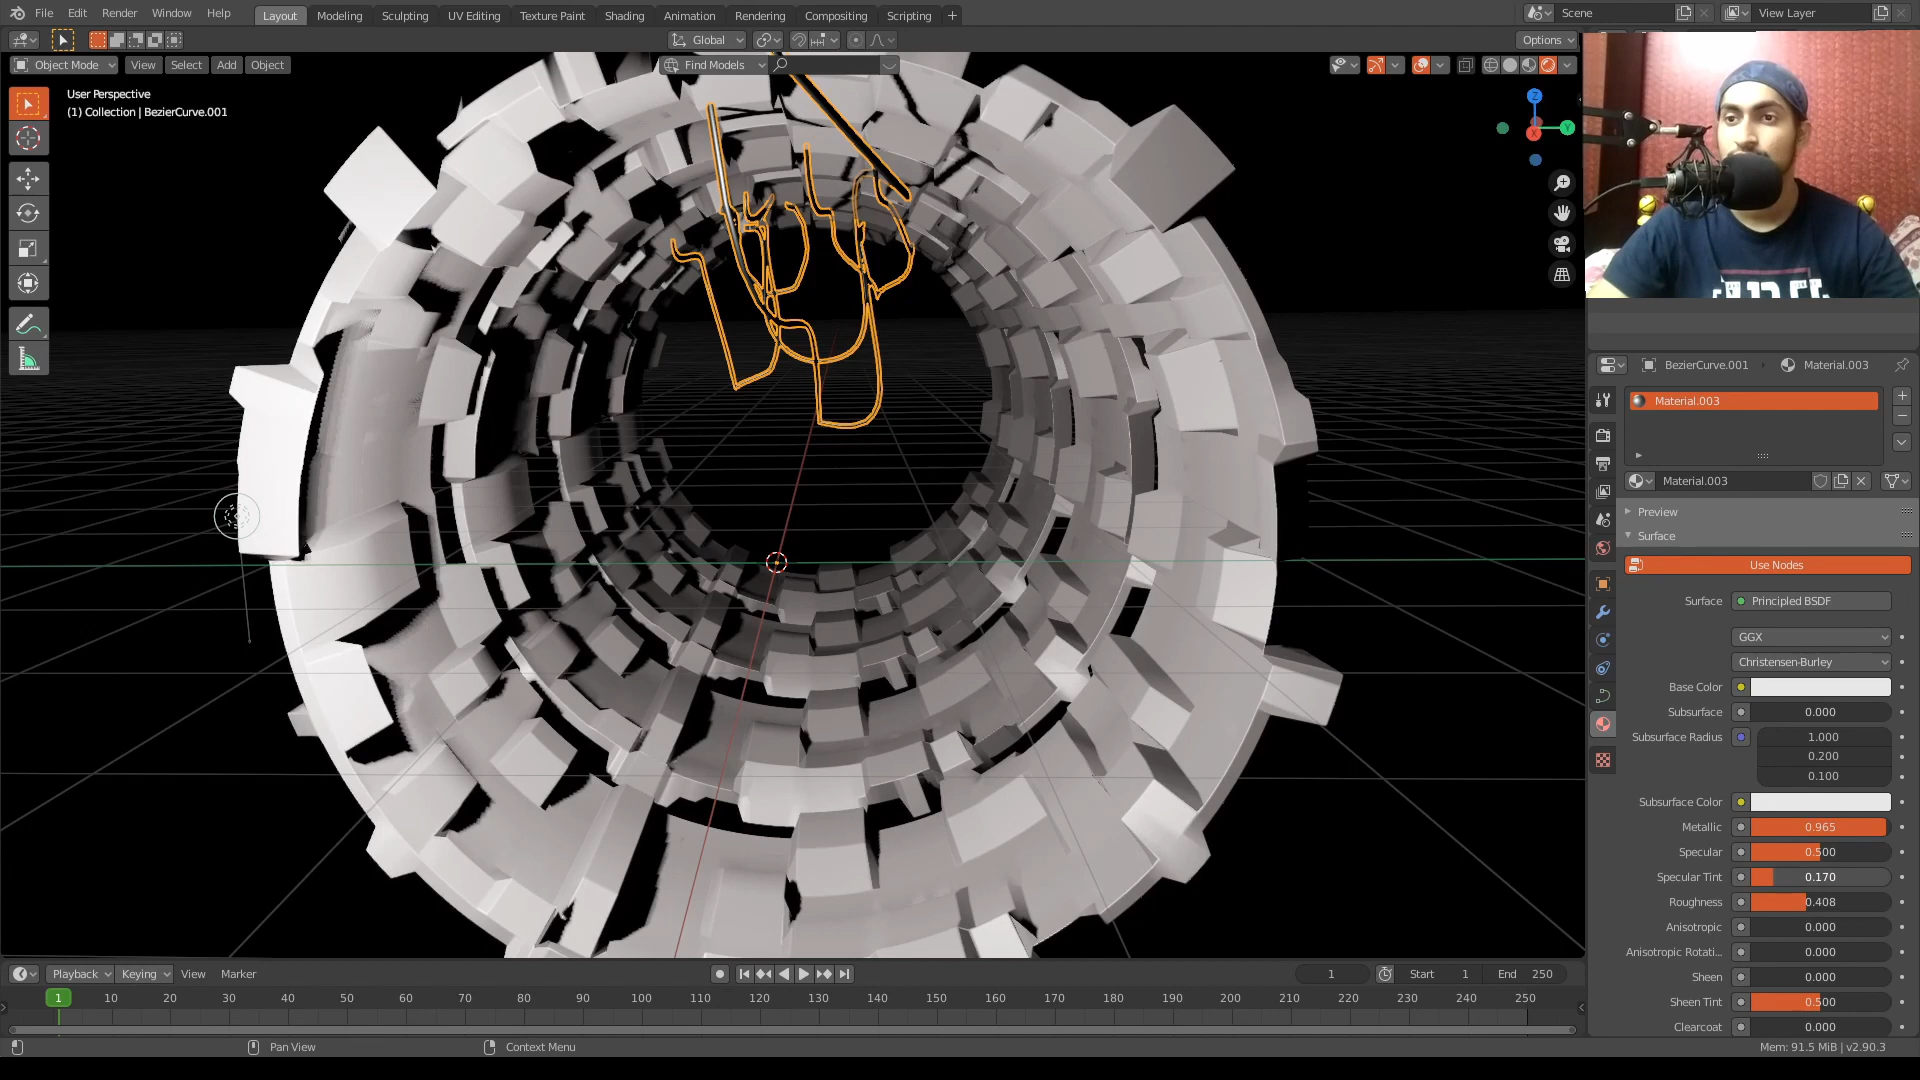 File Edit Render Window Help Layout Modeling Sculpting UV Editing Texture Paint Shading Animation Rendering Compositing Scripting + Scene View Layer
Global Options
Object Mode View Select Add Object Find Models
User Perspective
(1) Collection | BezierCurve.001
Z
Y
X
BezierCurve.001 Material.003
Material.003
Material.003
Preview
Surface
Use Nodes
Surface Principled BSDF
GGX
Christensen-Burley
Base Color
Subsurface 0.000
Subsurface Radius 1.000
0.200
0.100
Subsurface Color
Metallic 0.965
Specular 0.500
Specular Tint 0.170
Roughness 0.408
Anisotropic 0.000
Anisotropic Rotati... 0.000
Sheen 0.000
Sheen Tint 0.500
Clearcoat 0.000
Playback Keying View Marker 1 Start 1 End 250
1 10 20 30 40 50 60 70 80 90 100 110 120 130 140 150 160 170 180 190 200 210 220 230 240 250
Pan View Context Menu Mem: 91.5 MiB | v2.90.3